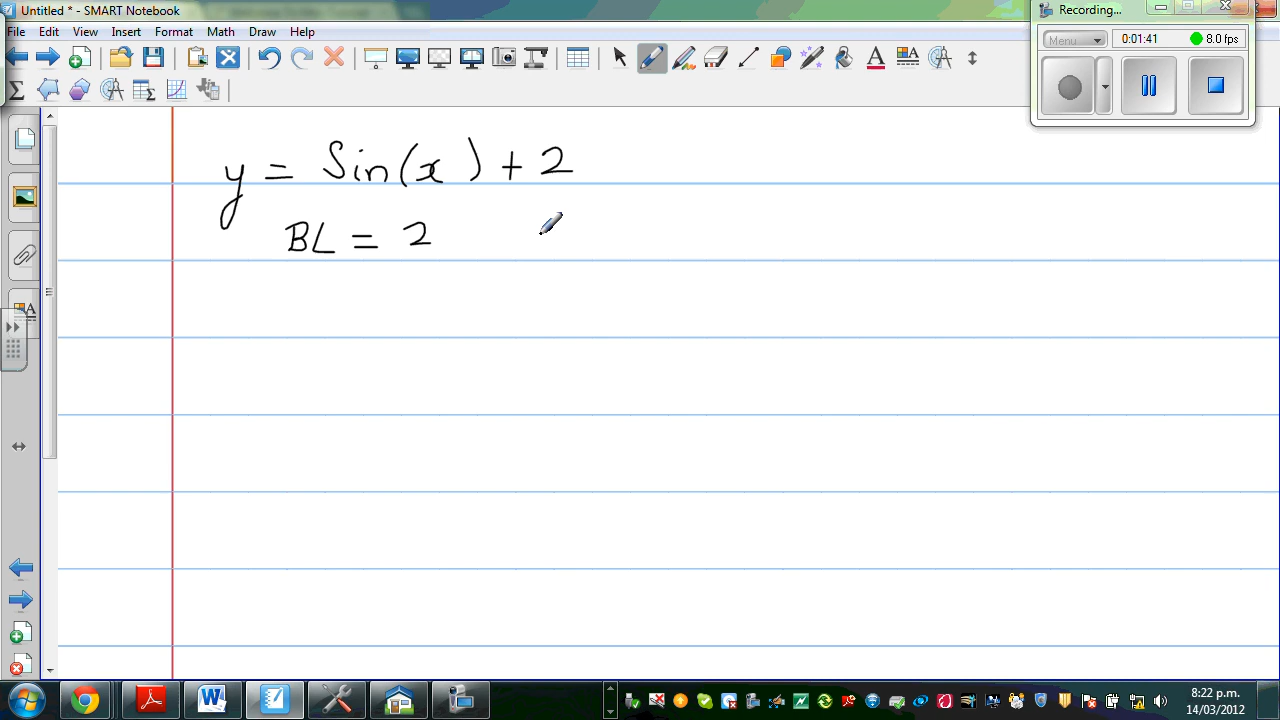 Untitled * - SMART Notebook
Recording...
File Edit View Insert Format Math Draw Help
Menu
0:01:41
8.0 fps
y = Sin(x) + 2
BL = 2
8:22 p.m.
14/03/2012